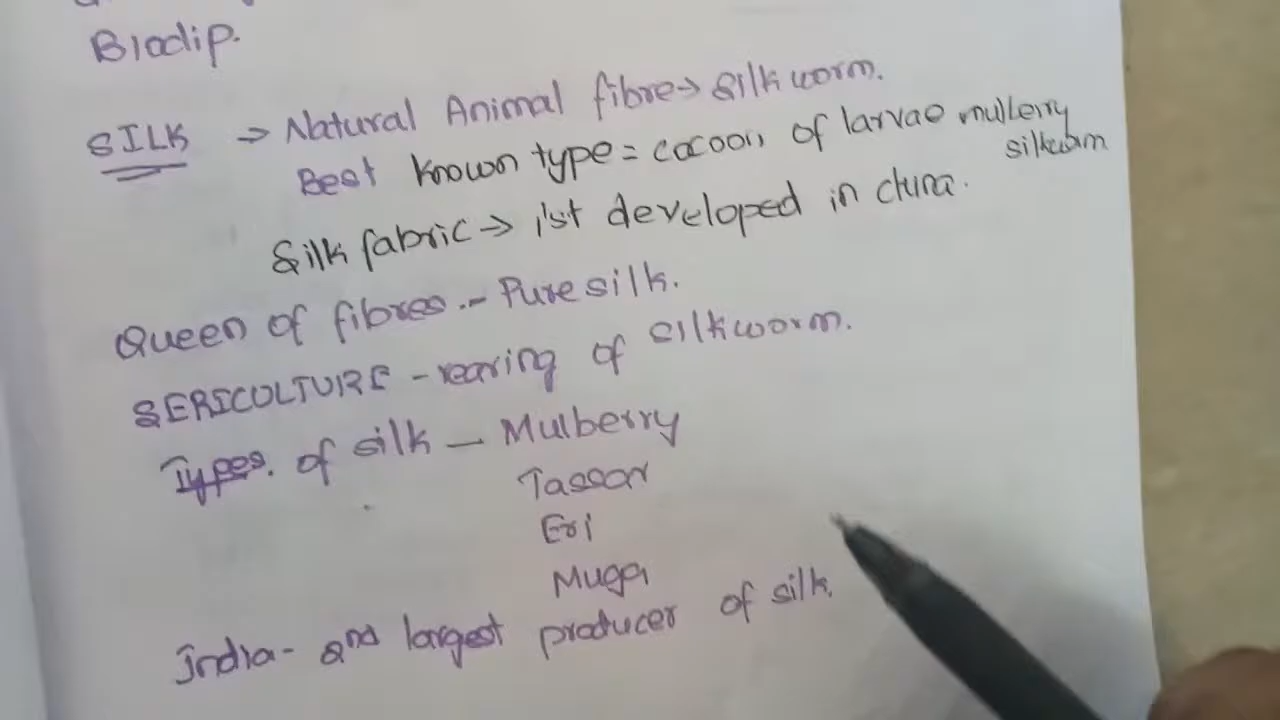 Biodip.
SILK → Natural Animal fibre → Silk worm.
Best known type = cocoon of larvae mulberry
silkworm
Silk fabric → 1'st developed in china.
Queen of fibres .- Pure silk.
SERICULTURE - rearing of silkworm.
Types. of silk - Mulberry
Tassar
Eri
Muga
India - 2nd largest producer of silk.